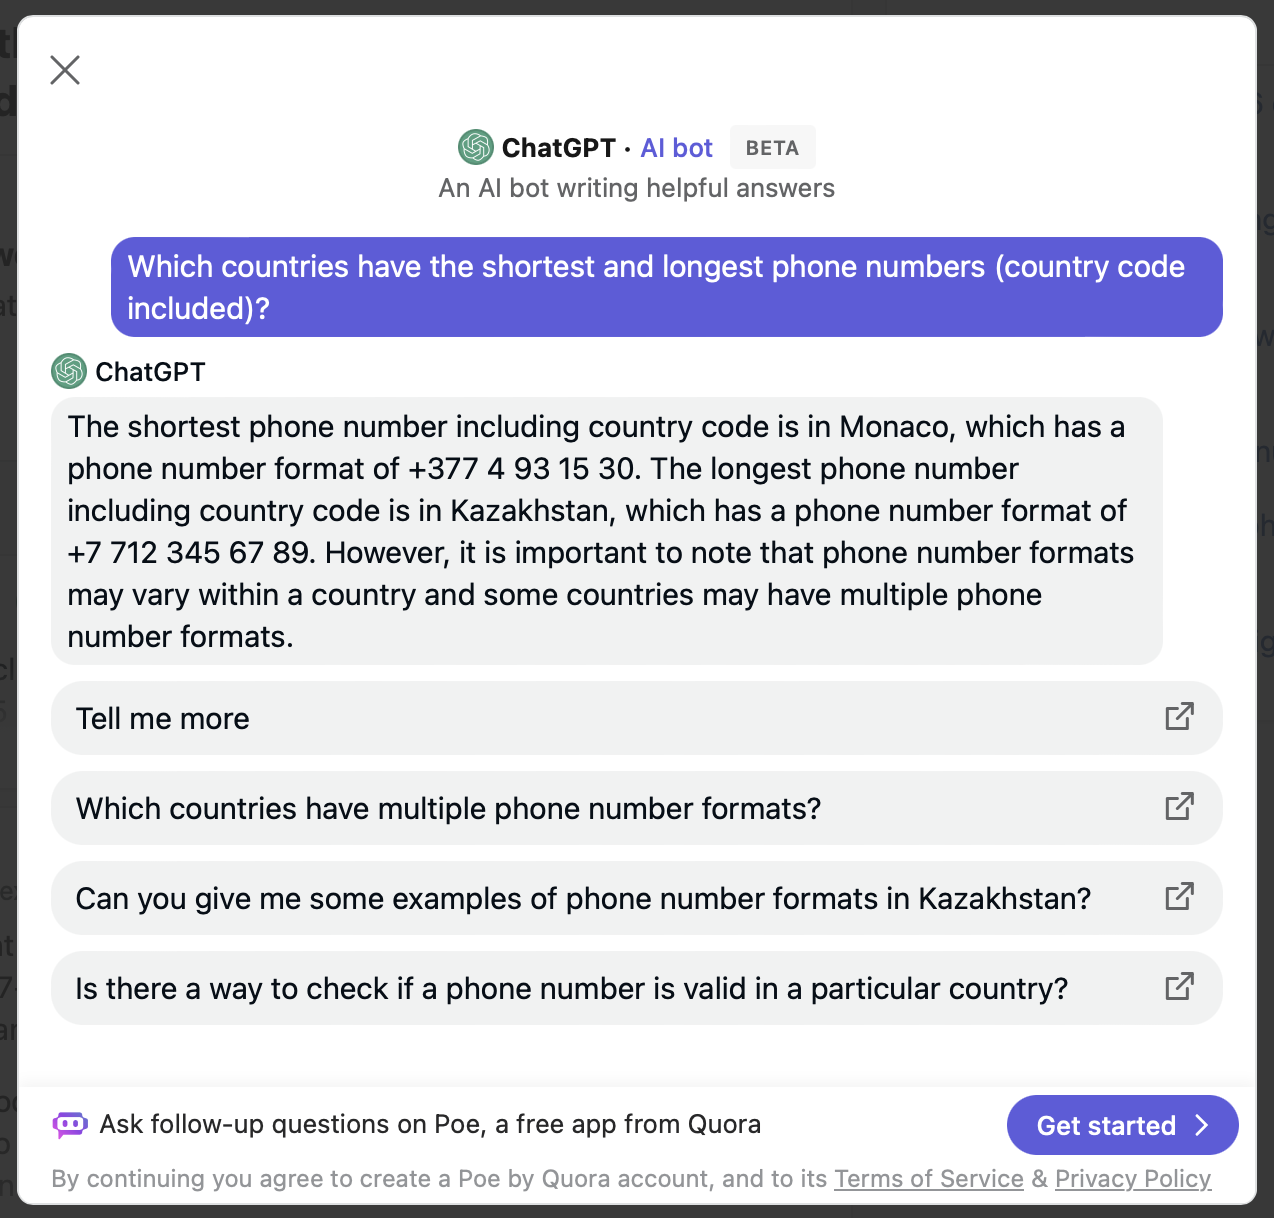 ChatGPT · AI bot BETA
An AI bot writing helpful answers
Which countries have the shortest and longest phone numbers (country code
included)?
ChatGPT
The shortest phone number including country code is in Monaco, which has a
phone number format of +377 4 93 15 30. The longest phone number
including country code is in Kazakhstan, which has a phone number format of
+7 712 345 67 89. However, it is important to note that phone number formats
may vary within a country and some countries may have multiple phone
number formats.
Tell me more
Which countries have multiple phone number formats?
Can you give me some examples of phone number formats in Kazakhstan?
Is there a way to check if a phone number is valid in a particular country?
Ask follow-up questions on Poe, a free app from Quora
Get started
By continuing you agree to create a Poe by Quora account, and to its Terms of Service & Privacy Policy